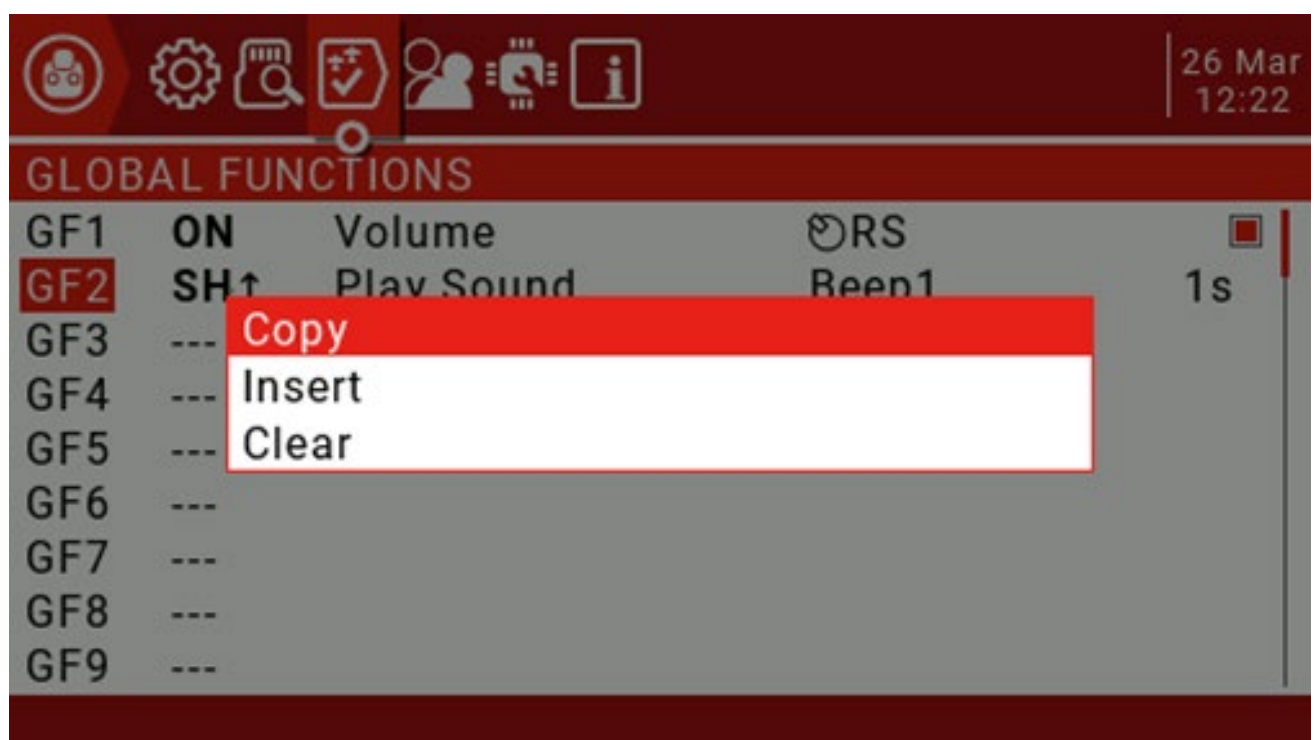 26 Mar
12:22
GLOBAL FUNCTIONS
GF1 ON Volume RS
GF2 SH↑ Play Sound Beep1 1s
GF3 --- Copy
GF4 --- Insert
GF5 --- Clear
GF6 ---
GF7 ---
GF8 ---
GF9 ---